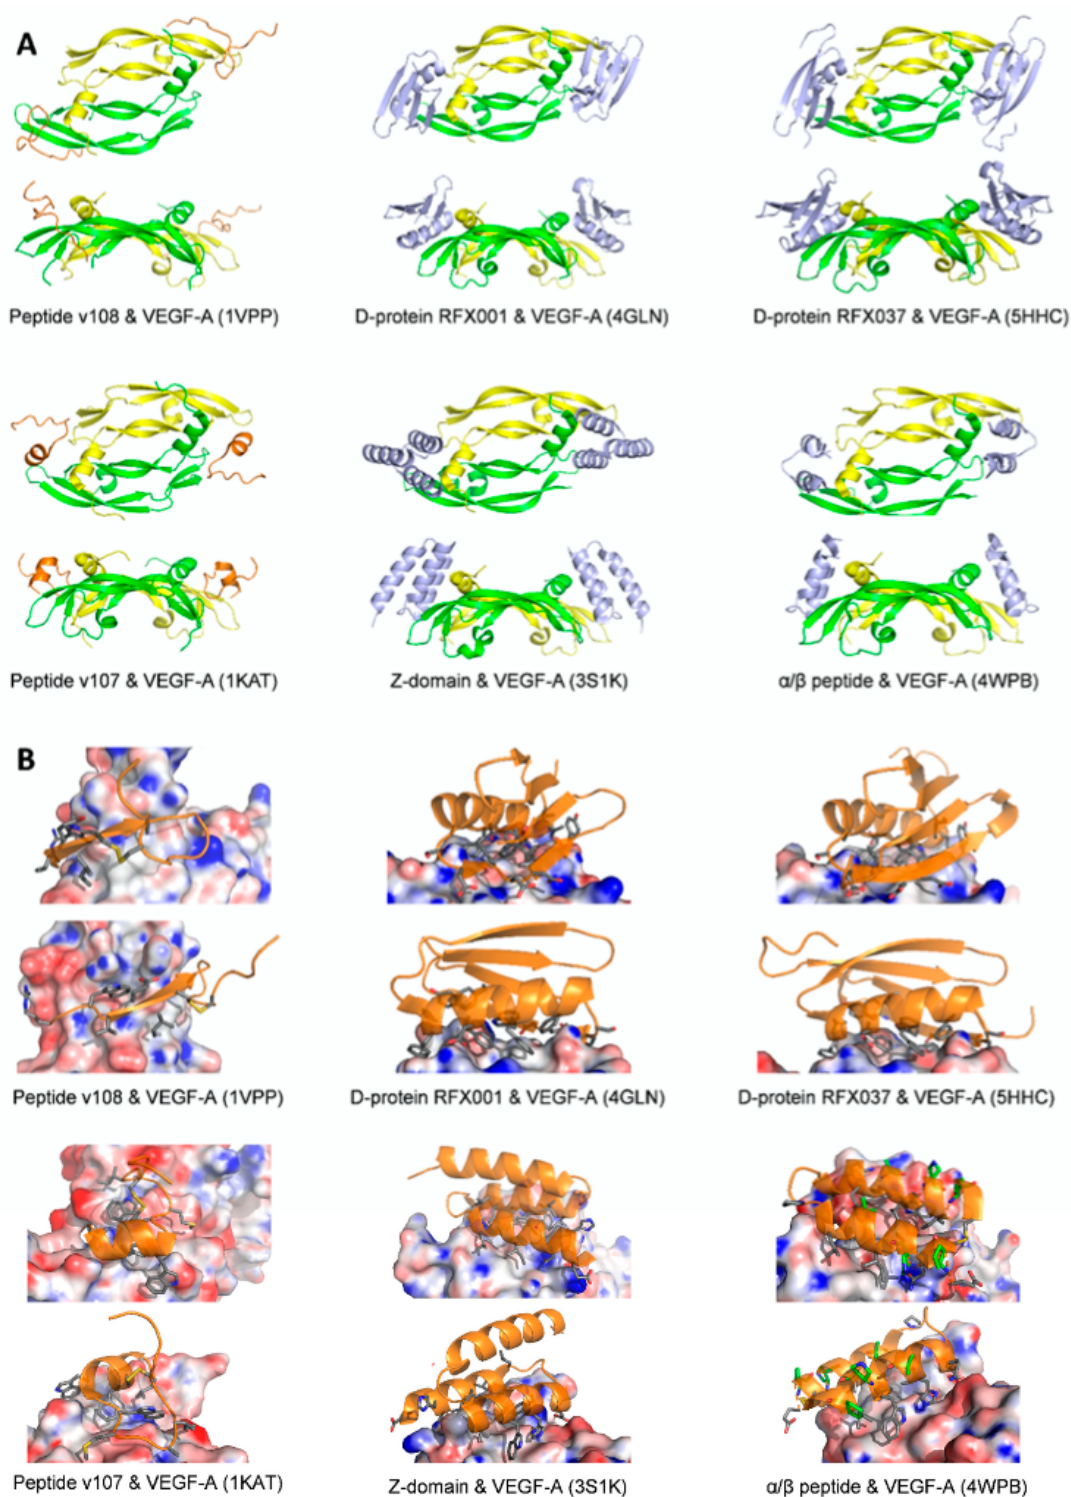 A
Peptide v108 & VEGF-A (1VPP)
D-protein RFX001 & VEGF-A (4GLN)
D-protein RFX037 & VEGF-A (5HHC)
Peptide v107 & VEGF-A (1KAT)
Z-domain & VEGF-A (3S1K)
α/β peptide & VEGF-A (4WPB)
B
Peptide v108 & VEGF-A (1VPP)
D-protein RFX001 & VEGF-A (4GLN)
D-protein RFX037 & VEGF-A (5HHC)
Peptide v107 & VEGF-A (1KAT)
Z-domain & VEGF-A (3S1K)
α/β peptide & VEGF-A (4WPB)